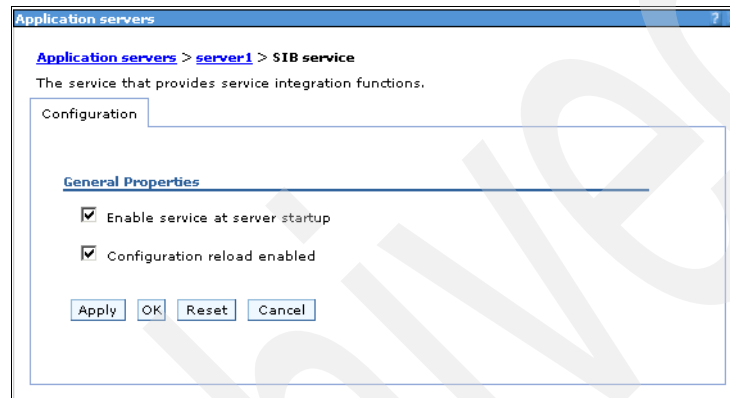 Application servers ?
Application servers > server1 > SIB service
The service that provides service integration functions.
Configuration
General Properties
Enable service at server startup
Configuration reload enabled
Apply OK Reset Cancel